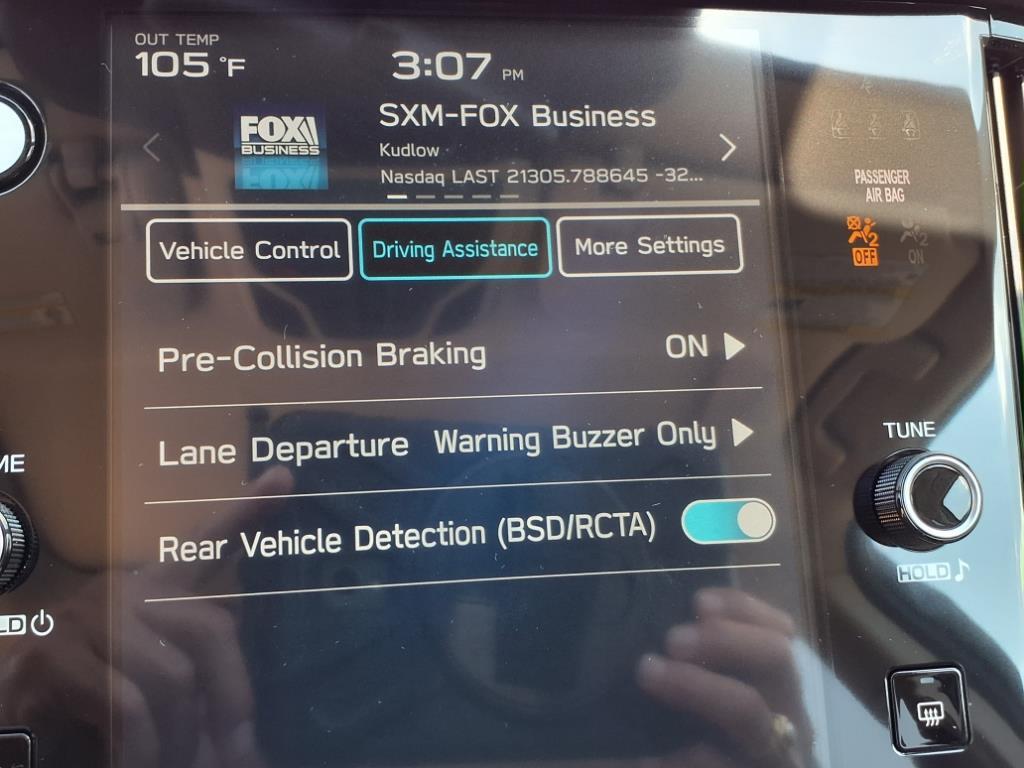 OUT TEMP
105 °F
3:07 PM
FOX
BUSINESS
SXM-FOX Business
Kudlow
Nasdaq LAST 21305.788645 -32...
PASSENGER
AIR BAG
2 2
OFF ON
Vehicle Control Driving Assistance More Settings
Pre-Collision Braking ON
Lane Departure Warning Buzzer Only
Rear Vehicle Detection (BSD/RCTA)
TUNE
HOLD
ME
LD